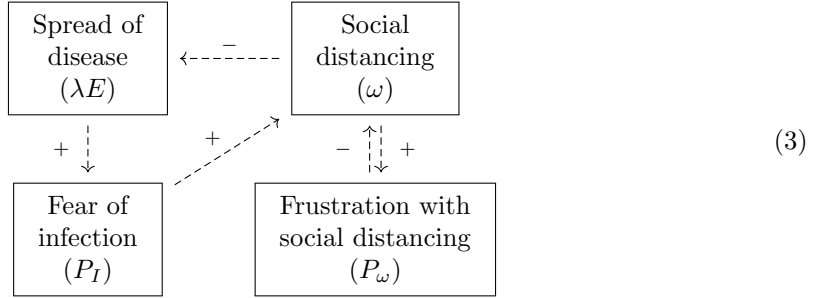 Spread of
disease
(λE)
−
Social
distancing
(ω)
+
+
−
+
(3)
Fear of
infection
(P_I)
Frustration with
social distancing
(P_ω)